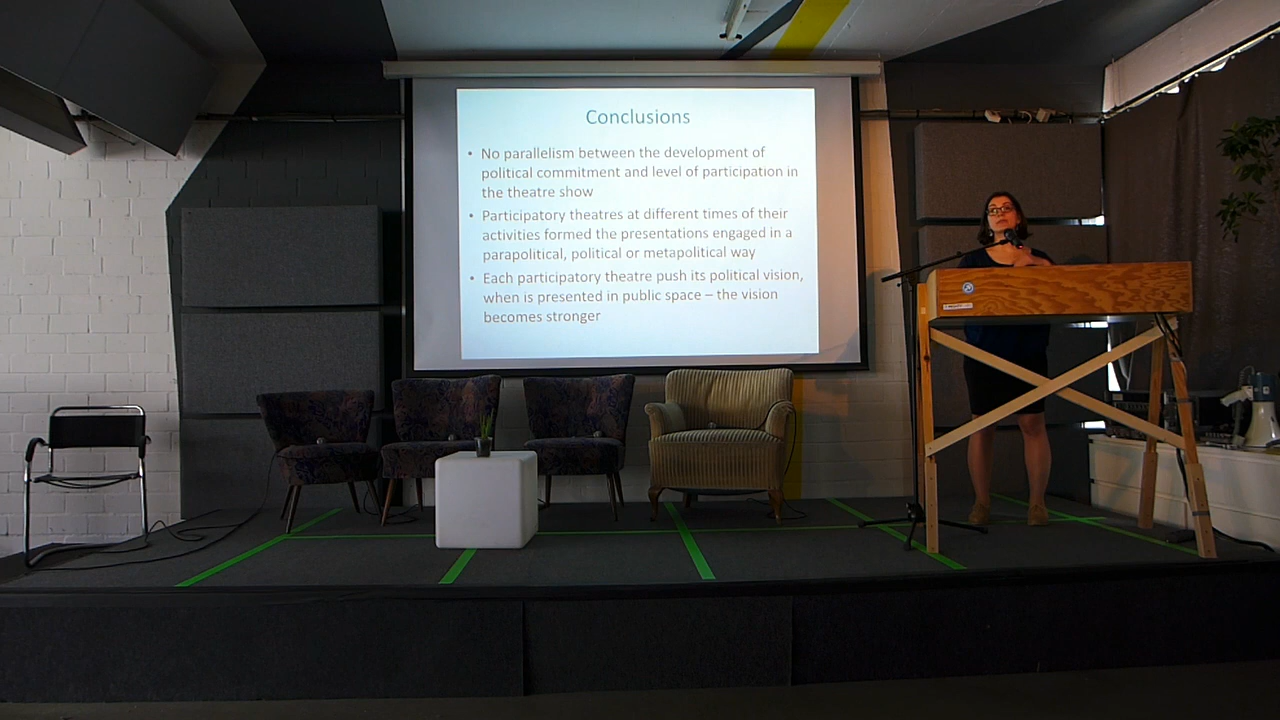 Conclusions
• No parallelism between the development of
political commitment and level of participation in
the theatre show
• Participatory theatres at different times of their
activities formed the presentations engaged in a
parapolitical, political or metapolitical way
• Each participatory theatre push its political vision,
when is presented in public space – the vision
becomes stronger